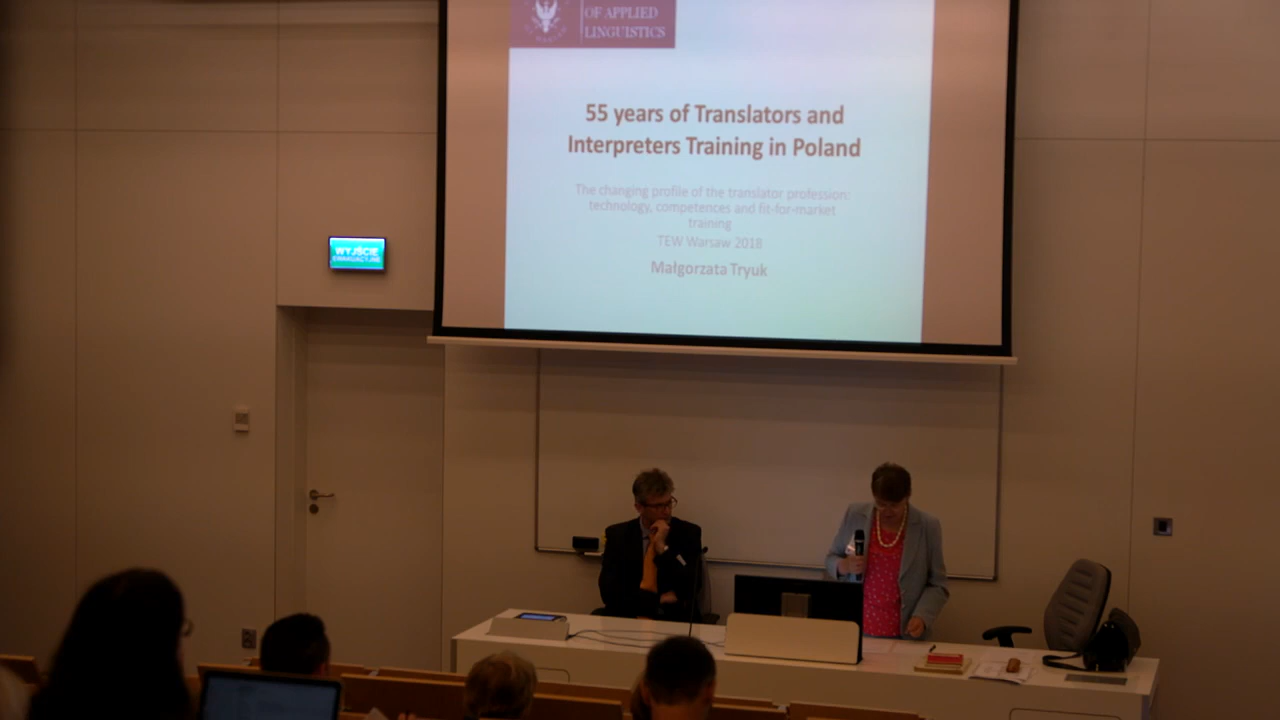 OF APPLIED
LINGUISTICS
55 years of Translators and
Interpreters Training in Poland
The changing profile of the translator profession:
technology, competences and fit-for-market
training
TEW Warsaw 2018
Małgorzata Tryuk
WYJŚCIE
EWAKUACYJNE